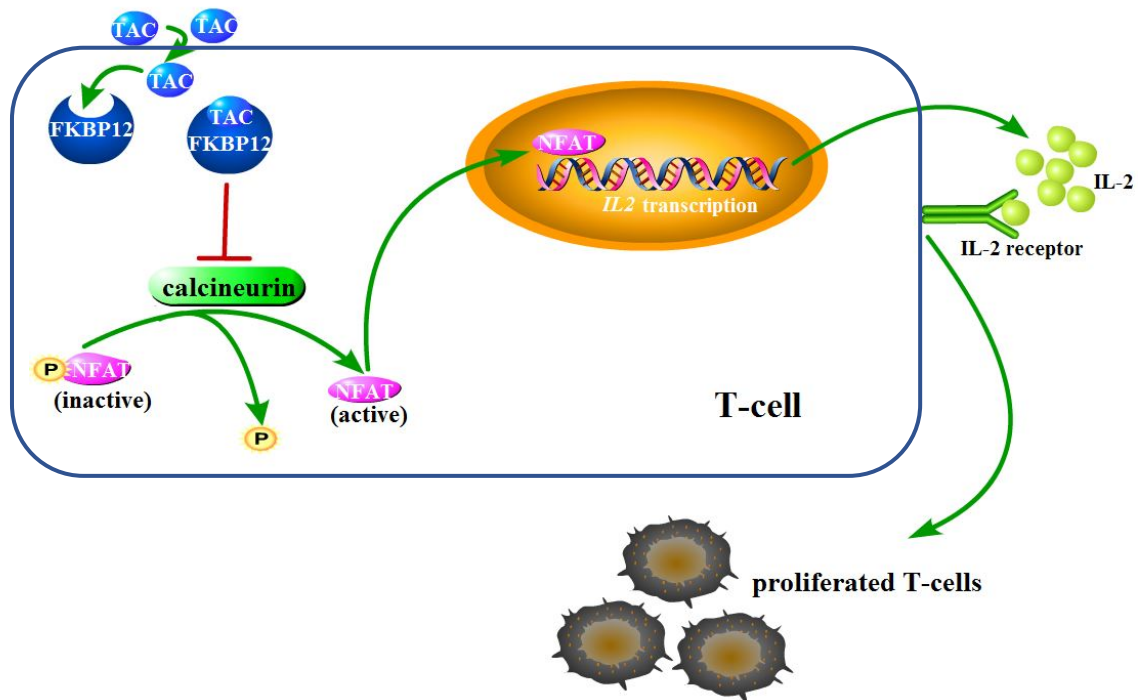 TAC
TAC
TAC
FKBP12
TAC
FKBP12
NFAT
IL2 transcription
IL-2
IL-2 receptor
calcineurin
P
NFAT
(inactive)
NFAT
(active)
P
T-cell
proliferated T-cells